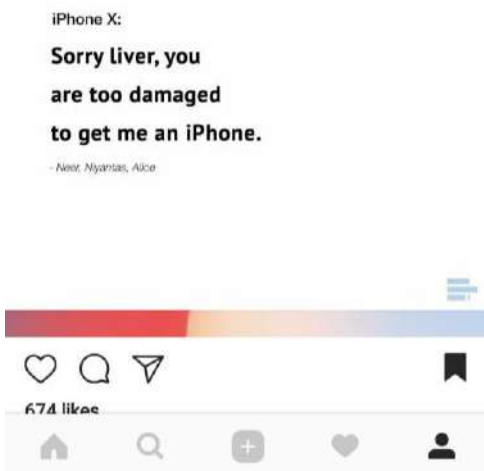 iPhone X:
Sorry liver, you
are too damaged
to get me an iPhone.
- Neer, Niyantas, Alice
674 likes